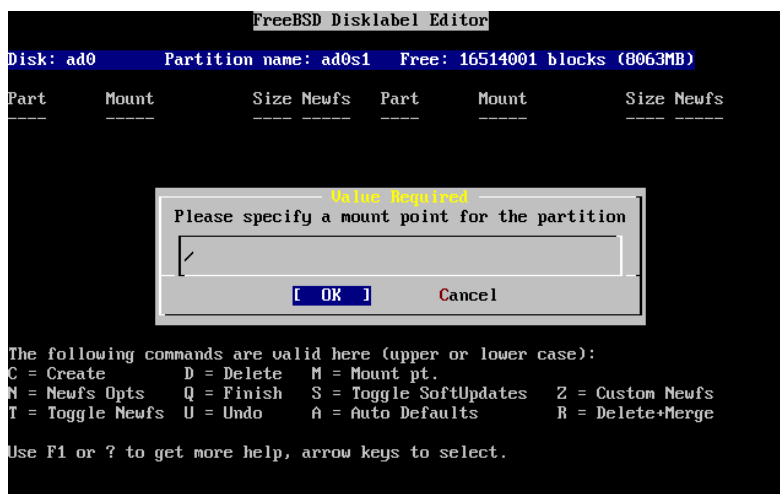 FreeBSD Disklabel Editor
Disk: ad0 Partition name: ad0s1 Free: 16514001 blocks (8063MB)
Part Mount Size Newfs Part Mount Size Newfs
---- ----- ---- ----- ---- ----- ---- -----
Value Required
Please specify a mount point for the partition
/
[ OK ] Cancel
The following commands are valid here (upper or lower case):
C = Create D = Delete M = Mount pt.
N = Newfs Opts Q = Finish S = Toggle SoftUpdates Z = Custom Newfs
T = Toggle Newfs U = Undo A = Auto Defaults R = Delete+Merge
Use F1 or ? to get more help, arrow keys to select.